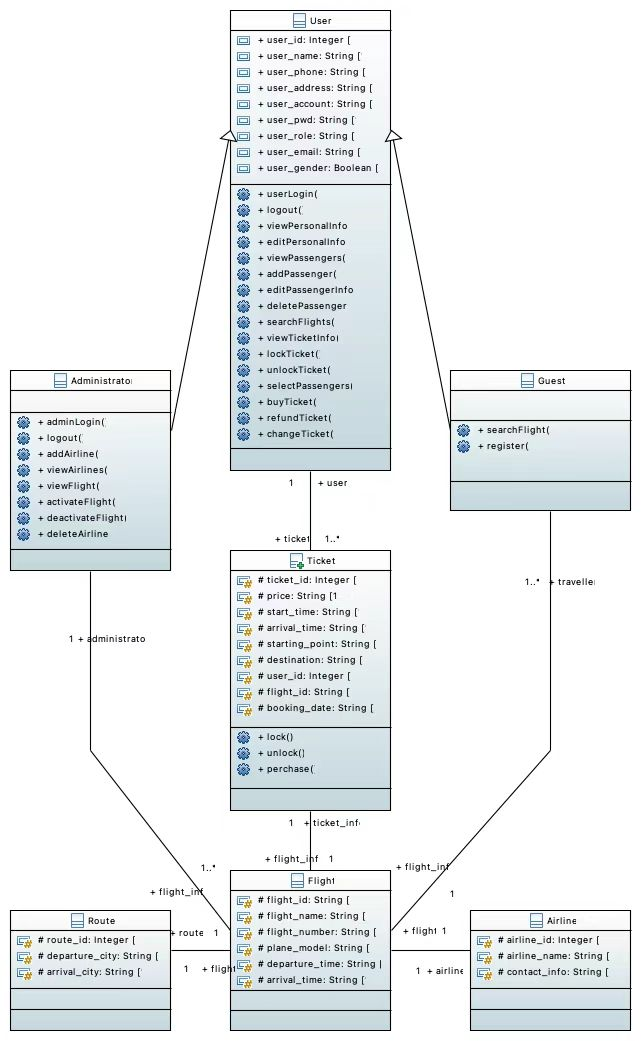 User
+ user_id: Integer [
+ user_name: String [
+ user_phone: String [
+ user_address: String [
+ user_account: String [
+ user_pwd: String [
+ user_role: String [
+ user_email: String [
+ user_gender: Boolean [
+ userLogin(
+ logout(
+ viewPersonalInfo
+ editPersonalInfo
+ viewPassengers(
+ addPassenger(
+ editPassengerInfo
+ deletePassenger
+ searchFlights(
+ viewTicketInfo(
+ lockTicket(
+ unlockTicket(
+ selectPassengers(
+ buyTicket(
+ refundTicket(
+ changeTicket(
Administrato
+ adminLogin(
+ logout(
+ addAirline(
+ viewAirlines(
+ viewFlight(
+ activateFlight(
+ deactivateFlight(
+ deleteAirline
Guest
+ searchFlight(
+ register(
1 + user
+ ticket 1..*
Ticket
# ticket_id: Integer [
# price: String [1
# start_time: String [
# arrival_time: String [
# starting_point: String [
# destination: String [
# user_id: Integer [
# flight_id: String [
# booking_date: String [
+ lock()
+ unlock()
+ perchase(
1..* + traveller
1 + administrato
1 + ticket_info
+ flight_inf 1
1..*
+ flight_inf
+ flight_inf
1
Flight
# flight_id: String [
# flight_name: String [
# flight_number: String [
# plane_model: String [
# departure_time: String [
# arrival_time: String [
Route
# route_id: Integer [
# departure_city: String [
# arrival_city: String [
+ route 1
1 + flight
+ flight 1
1 + airline
Airline
# airline_id: Integer [
# airline_name: String [
# contact_info: String [